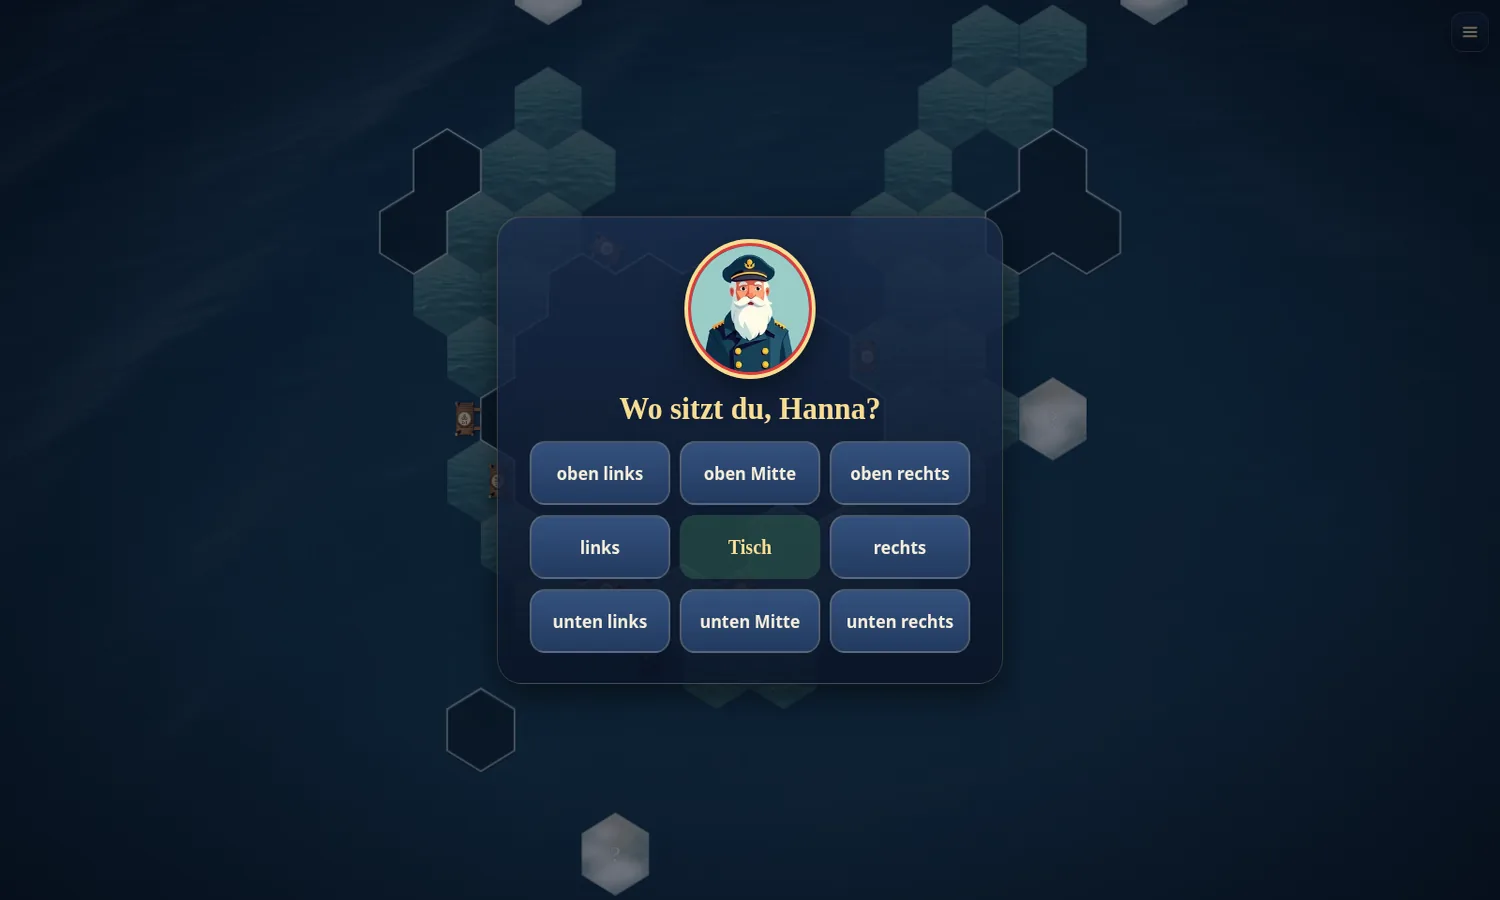 Wo sitzt du, Hanna?
oben links
oben Mitte
oben rechts
links
Tisch
rechts
unten links
unten Mitte
unten rechts
?